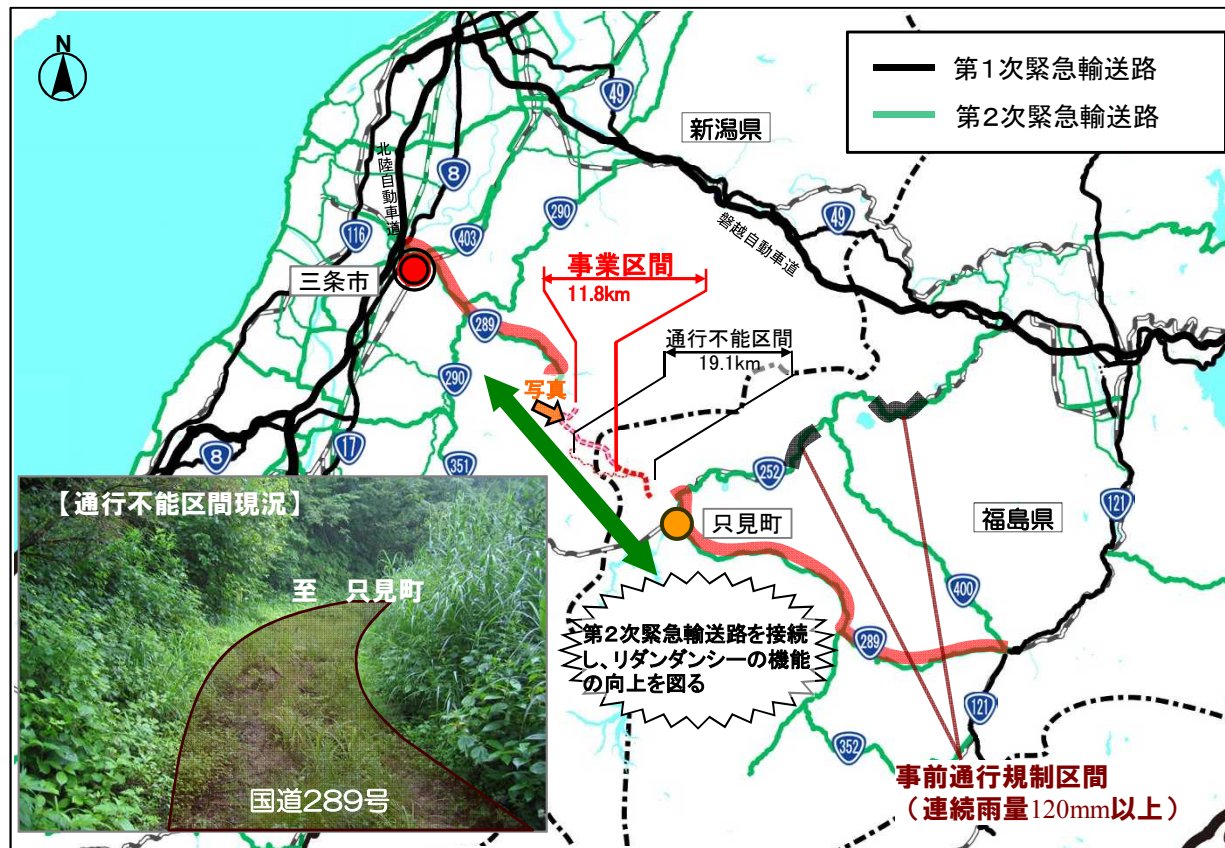 N
第1次緊急輸送路
第2次緊急輸送路
49
新潟県
北陸自動車道
8
290
49
116
403
磐越自動車道
三条市
事業区間
11.8km
289
通行不能区間
19.1km
290
写真
8
17
351
252
121
【通行不能区間現況】
只見町
福島県
至 只見町
400
第2次緊急輸送路を接続
し、リダンダンシーの機能
の向上を図る
289
121
352
国道289号
事前通行規制区間
(連続雨量120mm以上)